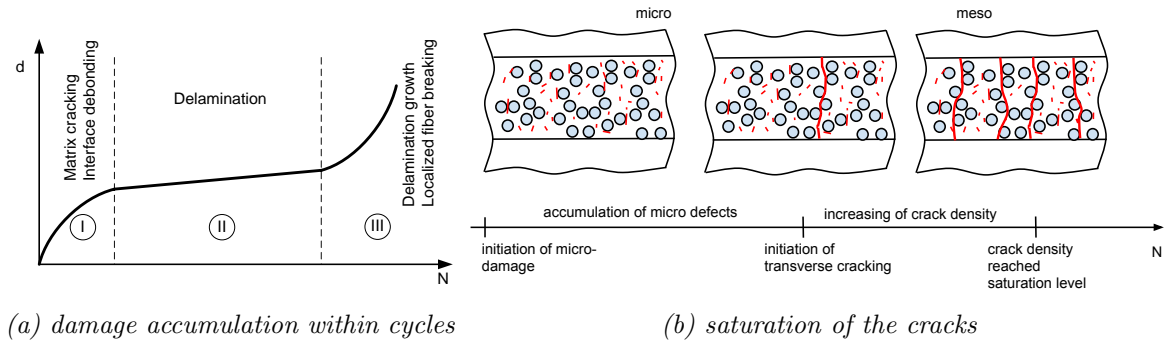 d
Matrix cracking
Interface debonding
Delamination
Delamination growth
Localized fiber breaking
I
II
III
N
(a) damage accumulation within cycles
micro
meso
accumulation of micro defects
increasing of crack density
N
initiation of micro-
damage
initiation of
transverse cracking
crack density
reached
saturation level
(b) saturation of the cracks